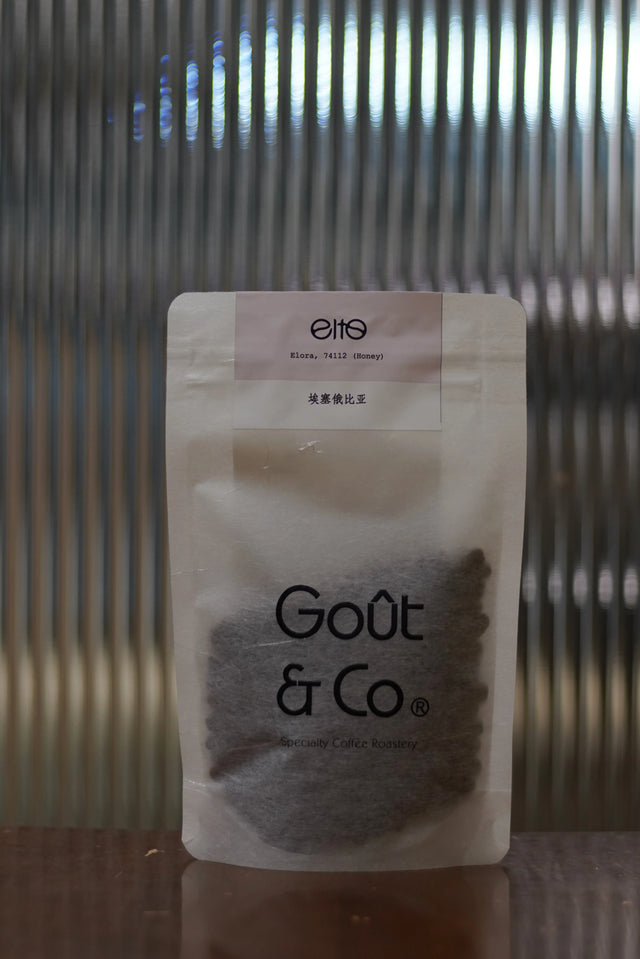 elto
Elora, 74112 (Honey)
埃塞俄比亚
Goût
& Co®
Specialty Coffee Roastery